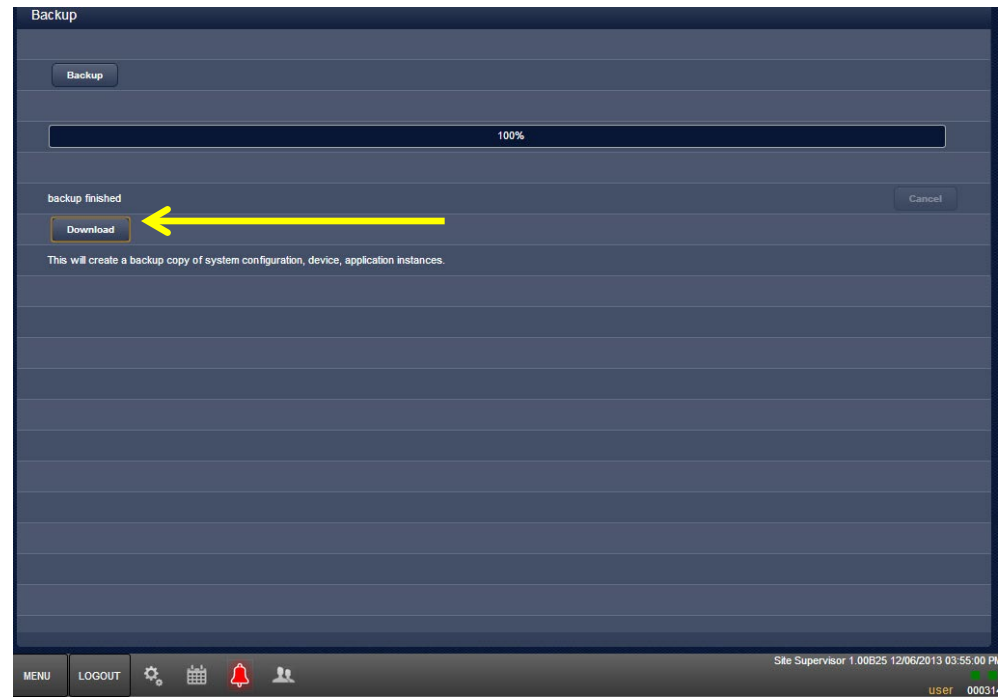 Backup
Backup
100%
backup finished
Cancel
Download
This will create a backup copy of system configuration, device, application instances.
Site Supervisor 1.00B25 12/06/2013 03:55:00 PM
MENU
LOGOUT
user 000314